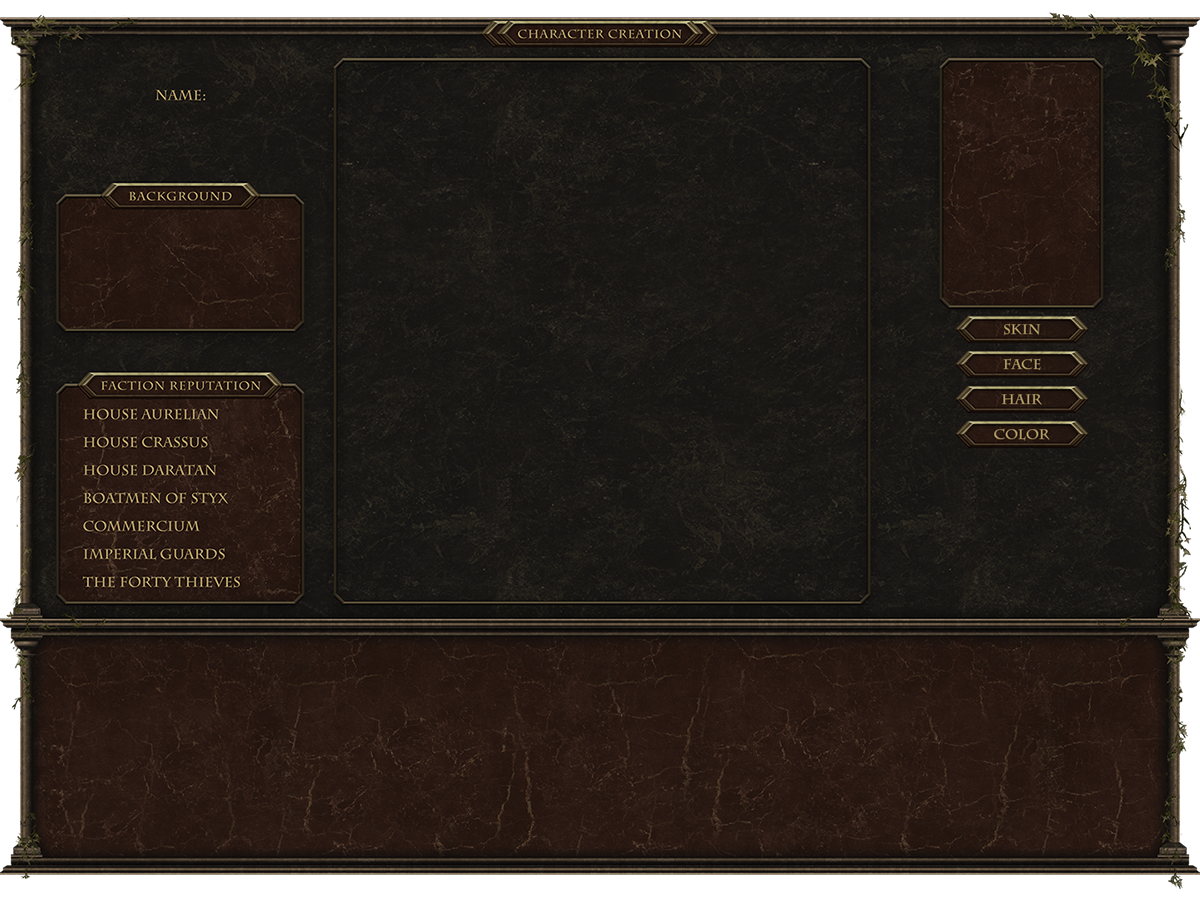 CHARACTER CREATION
NAME:
BACKGROUND
FACTION REPUTATION
HOUSE AURELIAN
HOUSE CRASSUS
HOUSE DARATAN
BOATMEN OF STYX
COMMERCIUM
IMPERIAL GUARDS
THE FORTY THIEVES
SKIN
FACE
HAIR
COLOR